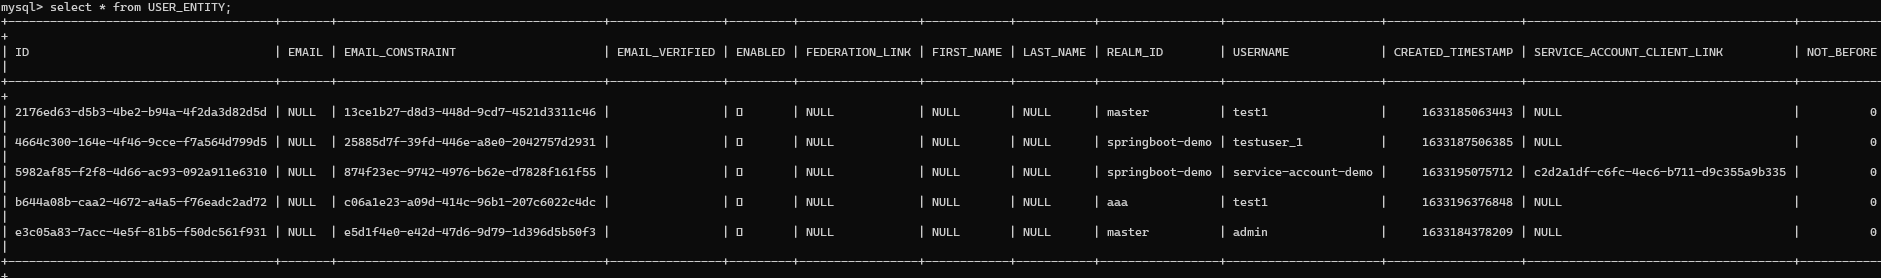 mysql> select * from USER_ENTITY;
+--------------------------------------+-------+--------------------------------------+----------------+---------+-----------------+------------+-----------+-----------------+----------------------+-------------------+--------------------------------------+------------
+
| ID | EMAIL | EMAIL_CONSTRAINT | EMAIL_VERIFIED | ENABLED | FEDERATION_LINK | FIRST_NAME | LAST_NAME | REALM_ID | USERNAME | CREATED_TIMESTAMP | SERVICE_ACCOUNT_CLIENT_LINK | NOT_BEFORE
|
+--------------------------------------+-------+--------------------------------------+----------------+---------+-----------------+------------+-----------+-----------------+----------------------+-------------------+--------------------------------------+------------
+
| 2176ed63-d5b3-4be2-b94a-4f2da3d82d5d | NULL | 13ce1b27-d8d3-448d-9cd7-4521d3311c46 | | | NULL | NULL | NULL | master | test1 | 1633185063443 | NULL | 0
|
| 4664c300-164e-4f46-9cce-f7a564d799d5 | NULL | 25885d7f-39fd-446e-a8e0-2042757d2931 | | | NULL | NULL | NULL | springboot-demo | testuser_1 | 1633187506385 | NULL | 0
|
| 5982af85-f2f8-4d66-ac93-092a911e6310 | NULL | 874f23ec-9742-4976-b62e-d7828f161f55 | | | NULL | NULL | NULL | springboot-demo | service-account-demo | 1633195075712 | c2d2a1df-c6fc-4ec6-b711-d9c355a9b335 | 0
|
| b644a08b-caa2-4672-a4a5-f76eadc2ad72 | NULL | c06a1e23-a09d-414c-96b1-207c6022c4dc | | | NULL | NULL | NULL | aaa | test1 | 1633196376848 | NULL | 0
|
| e3c05a83-7acc-4e5f-81b5-f50dc561f931 | NULL | e5d1f4e0-e42d-47d6-9d79-1d396d5b50f3 | | | NULL | NULL | NULL | master | admin | 1633184378209 | NULL | 0
|
+--------------------------------------+-------+--------------------------------------+----------------+---------+-----------------+------------+-----------+-----------------+----------------------+-------------------+--------------------------------------+------------
+